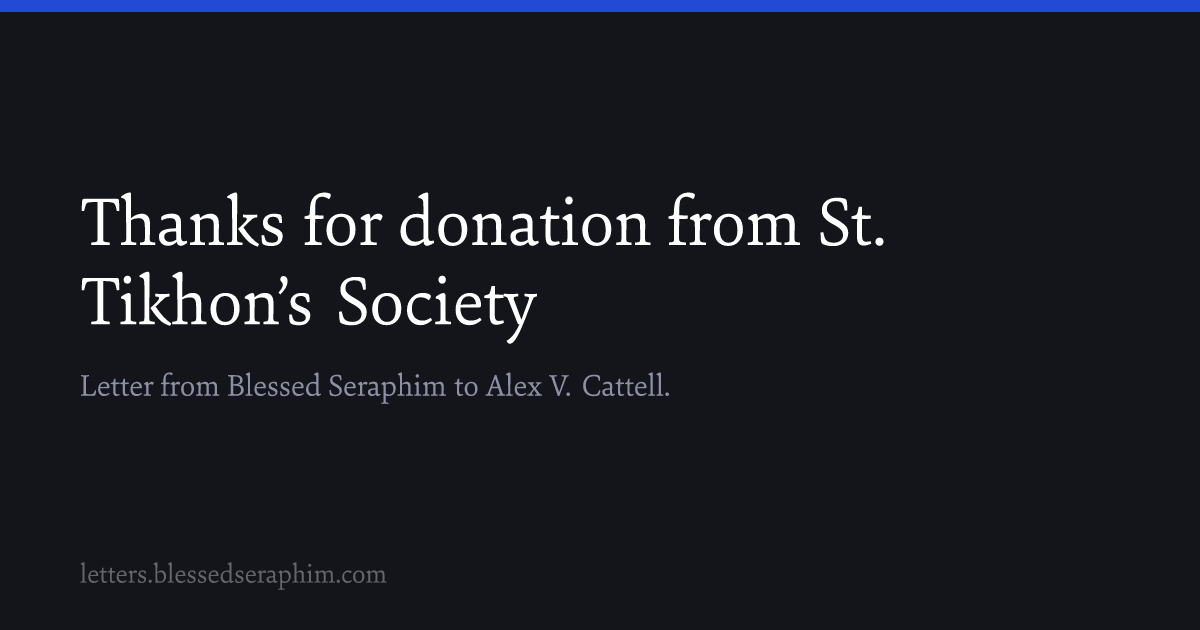 Thanks for donation from St.
Tikhon’s Society
Letter from Blessed Seraphim to Alex V. Cattell.
letters.blessedseraphim.com